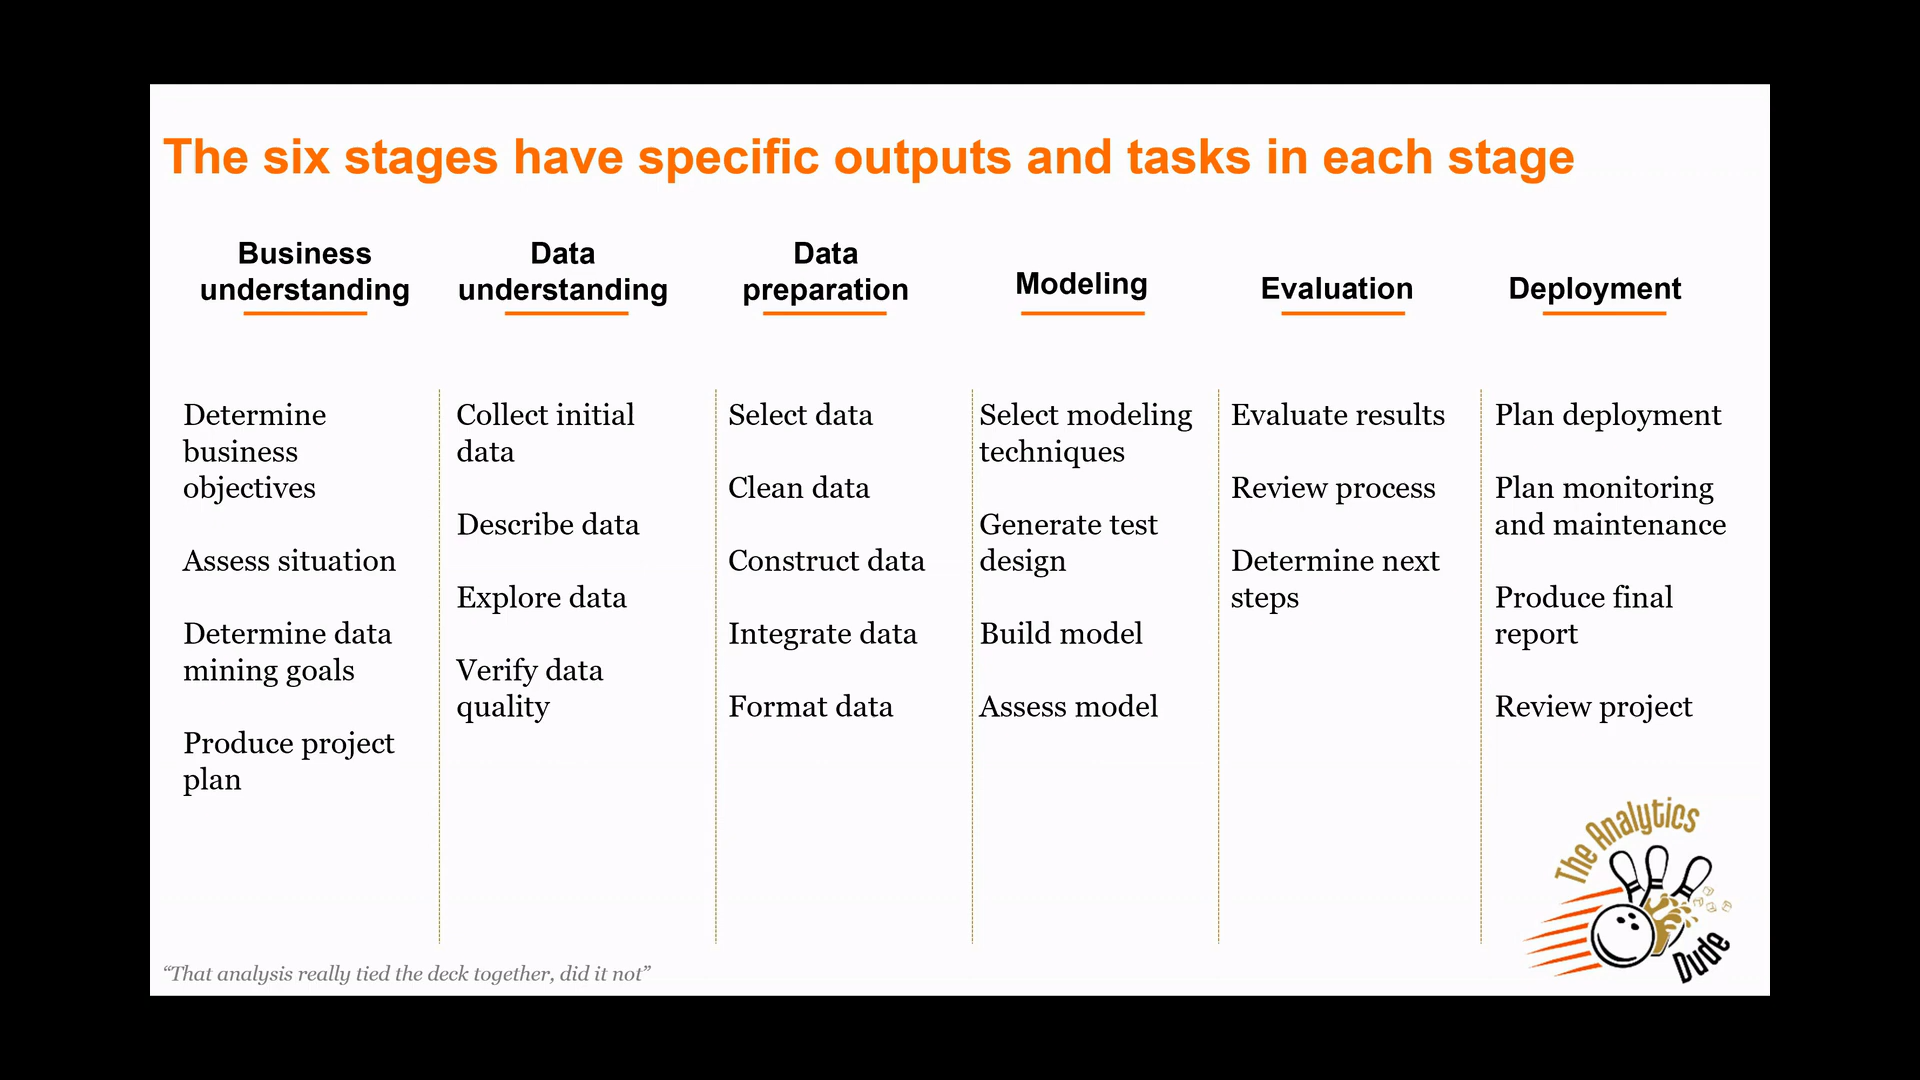 The six stages have specific outputs and tasks in each stage
Business
understanding
Data
understanding
Data
preparation
Modeling
Evaluation
Deployment
Determine
business
objectives
Assess situation
Determine data
mining goals
Produce project
plan
Collect initial
data
Describe data
Explore data
Verify data
quality
Select data
Clean data
Construct data
Integrate data
Format data
Select modeling
techniques
Generate test
design
Build model
Assess model
Evaluate results
Review process
Determine next
steps
Plan deployment
Plan monitoring
and maintenance
Produce final
report
Review project
The Analytics
Dude
“That analysis really tied the deck together, did it not”